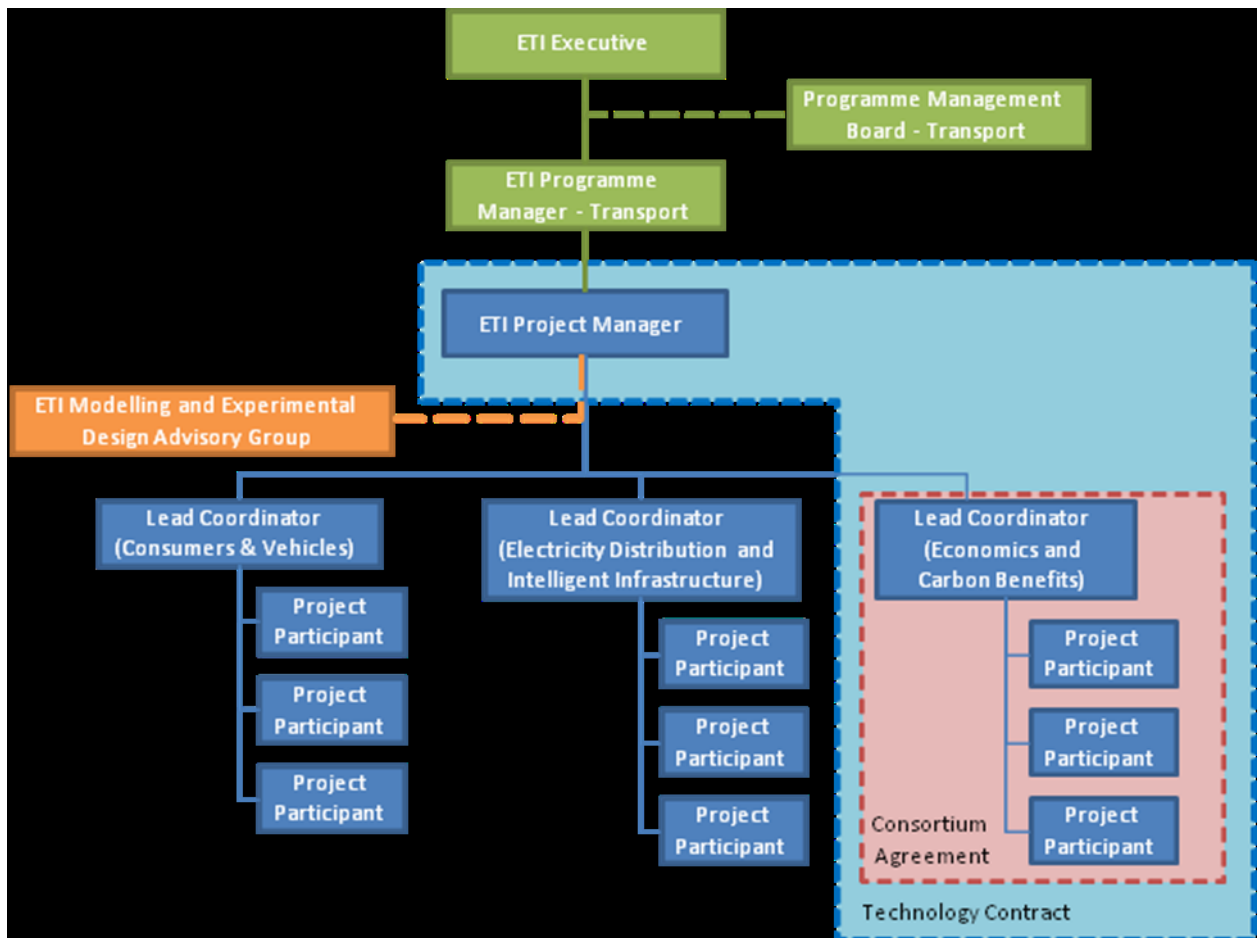 ETI Executive
Programme Management
Board - Transport
ETI Programme
Manager - Transport
ETI Project Manager
ETI Modelling and Experimental
Design Advisory Group
Lead Coordinator
(Consumers & Vehicles)
Project
Participant
Project
Participant
Project
Participant
Lead Coordinator
(Electricity Distribution and
Intelligent Infrastructure)
Project
Participant
Project
Participant
Project
Participant
Lead Coordinator
(Economics and
Carbon Benefits)
Project
Participant
Project
Participant
Project
Participant
Consortium
Agreement
Technology Contract